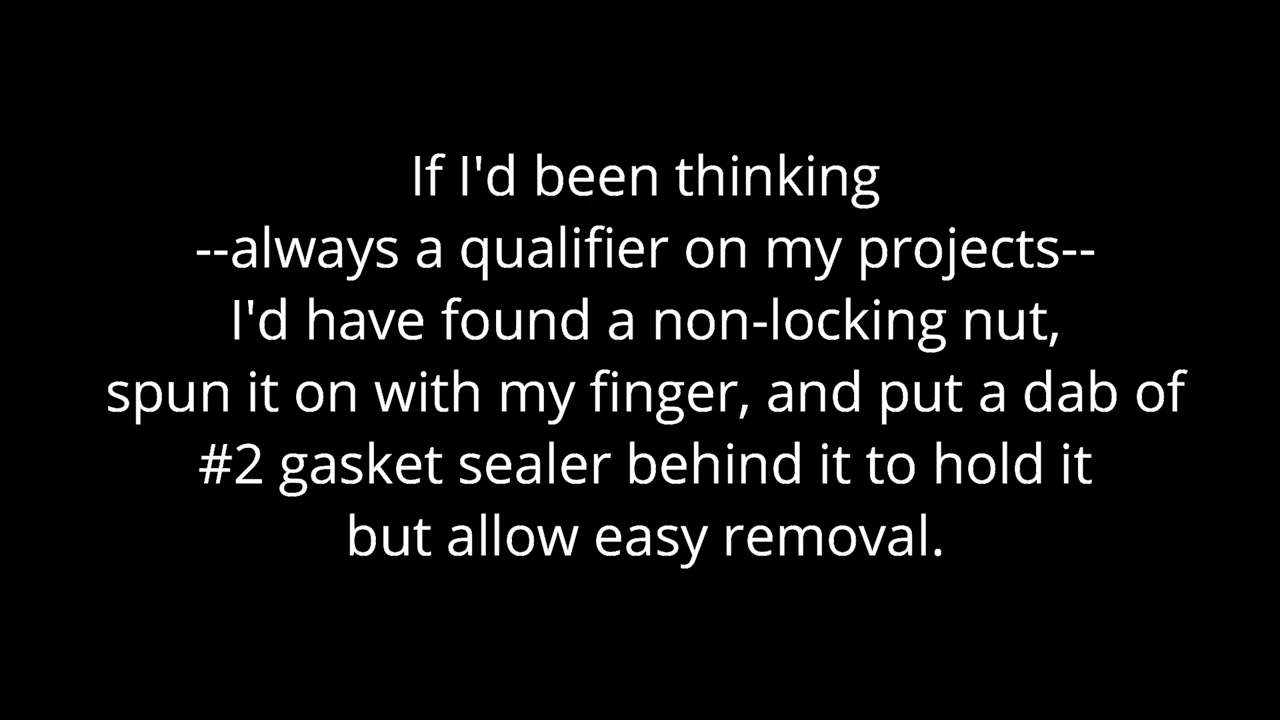 If I'd been thinking
--always a qualifier on my projects--
I'd have found a non-locking nut,
spun it on with my finger, and put a dab of
#2 gasket sealer behind it to hold it
but allow easy removal.